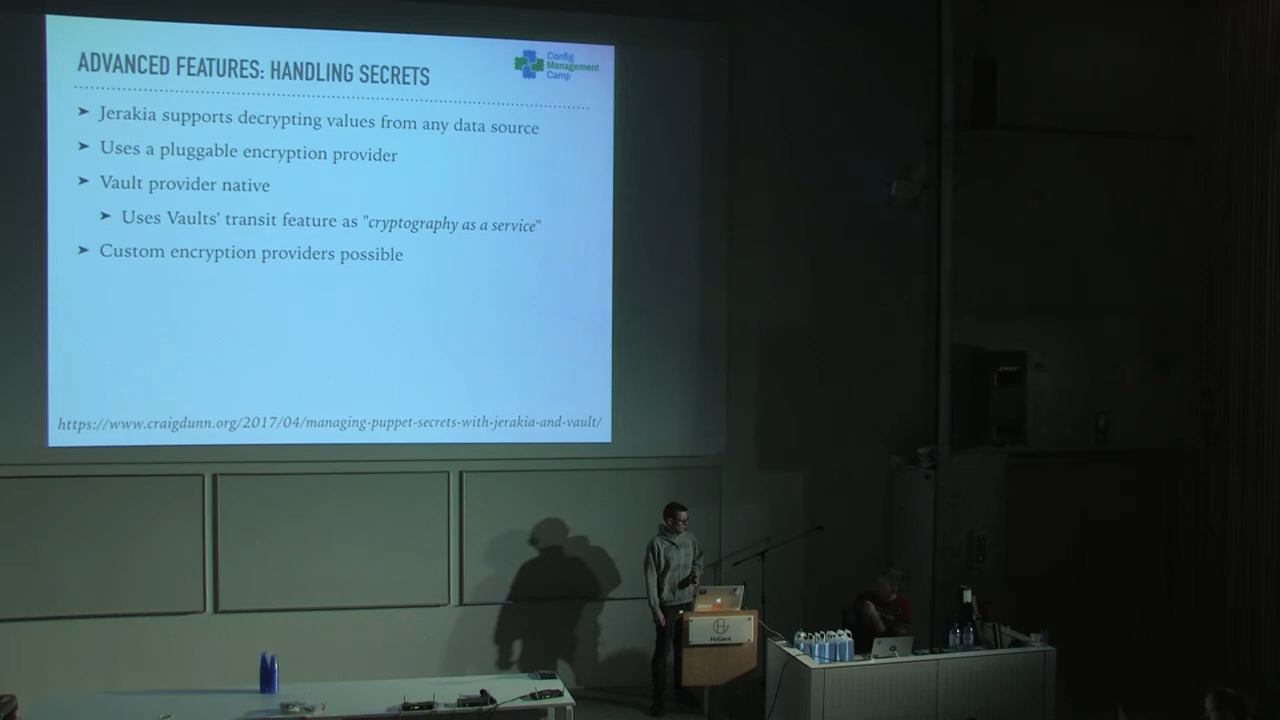 ADVANCED FEATURES: HANDLING SECRETS
Config
Management
Camp
➤ Jerakia supports decrypting values from any data source
➤ Uses a pluggable encryption provider
➤ Vault provider native
➤ Uses Vaults' transit feature as "cryptography as a service"
➤ Custom encryption providers possible
https://www.craigdunn.org/2017/04/managing-puppet-secrets-with-jerakia-and-vault/
HoGent